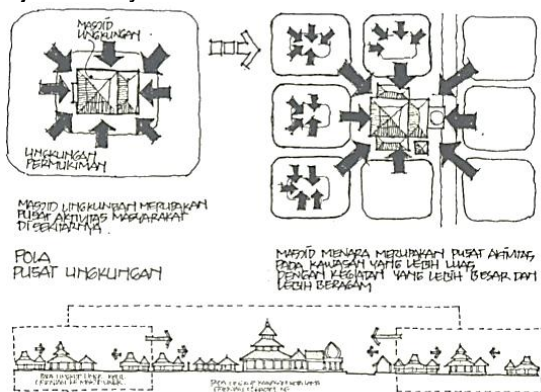 MASJID
LINGKUNGAN
LINGKUNGAN
PERMUKIMAN
MASJID LINGKUNGAN MERUPAKAN
PUSAT AKTIVITAS MASYARAKAT
DI SEKITARNYA
POLA
PUSAT LINGKUNGAN
MASJID MENARA MERUPAKAN PUSAT AKTIVITAS
PADA KAWASAN YANG LEBIH LUAS
DENGAN KEGIATAN YANG LEBIH BESAR DAN
LEBIH BERAGAM